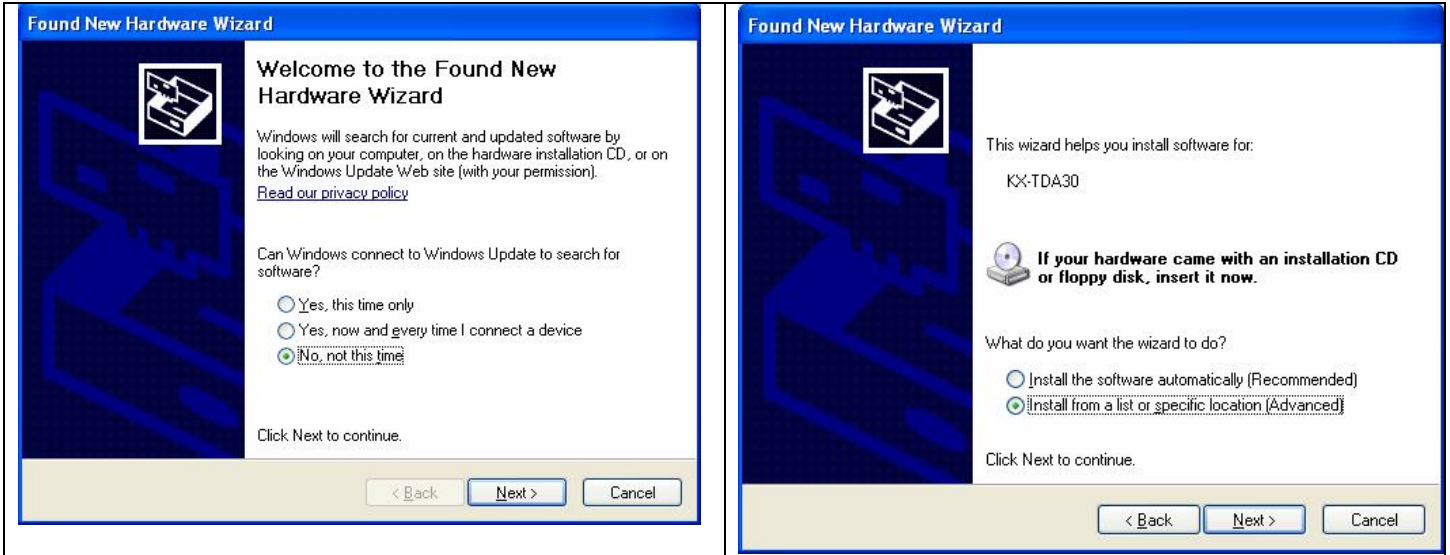 Found New Hardware Wizard
Welcome to the Found New
Hardware Wizard
Windows will search for current and updated software by
looking on your computer, on the hardware installation CD, or on
the Windows Update Web site (with your permission).
Read our privacy policy
Can Windows connect to Windows Update to search for
software?
Yes, this time only
Yes, now and every time I connect a device
No, not this time
Click Next to continue.
< Back
Next >
Cancel
Found New Hardware Wizard
This wizard helps you install software for:
KX-TDA30
If your hardware came with an installation CD
or floppy disk, insert it now.
What do you want the wizard to do?
Install the software automatically (Recommended)
Install from a list or specific location (Advanced)
Click Next to continue.
< Back
Next >
Cancel